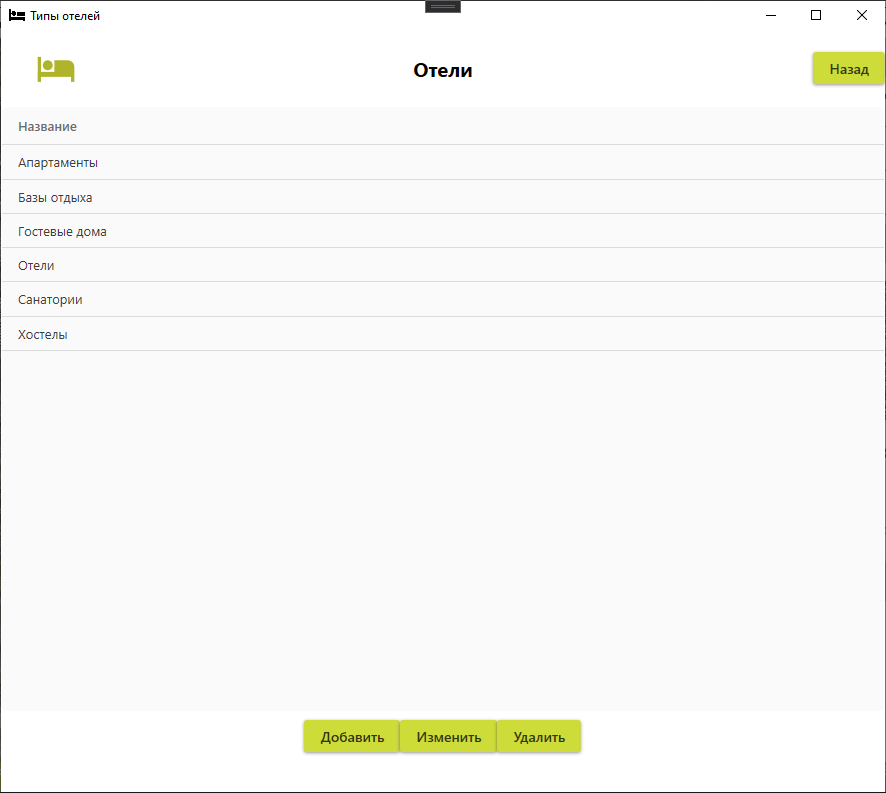 Типы отелей
Отели
Назад
Название
Апартаменты
Базы отдыха
Гостевые дома
Отели
Санатории
Хостелы
Добавить Изменить Удалить